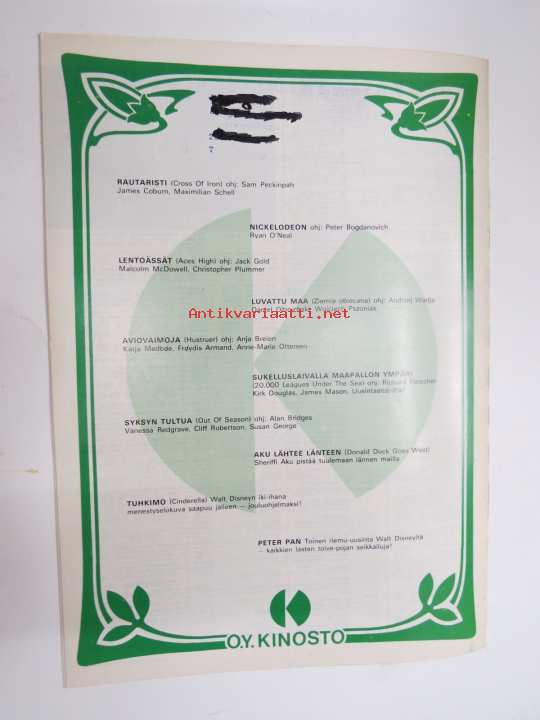 RAUTARISTI (Cross Of Iron) ohj: Sam Peckinpah
James Coburn, Maximilian Schell
NICKELODEON ohj: Peter Bogdanovich
Ryan O'Neal
LENTOÄSSÄT (Aces High) ohj: Jack Gold
Malcolm McDowell, Christopher Plummer
LUVATTU MAA (Ziemia obiecana) ohj: Andrzej Wajda
Wojciech Pszoniak
Antikvariaatti.net
AVIOVAIMOJA (Hustruer) ohj: Anja Breien
Katja Medbøe, Frøydis Armand, Anne-Marie Ottersen
SUKELLUSLAIVALLA MAAPALLON YMPÄRI
(20.000 Leagues Under The Sea) ohj: Richard Fleischer
Kirk Douglas, James Mason,
SYKSYN TULTUA (Out Of Season) ohj: Alan Bridges
Vanessa Redgrave, Cliff Robertson, Susan George
AKU LÄHTEE LÄNTEEN (Donald Duck Goes West)
Sheriffi Aku pistää tuulemaan lännen mailla
TUHKIMO (Cinderella) Walt Disneyn iki-ihana
menestyselokuva saapuu jälleen – jouluohjelmaksi!
PETER PAN Toinen riemu-uusinta Walt Disneyltä
– kaikkien lasten toive-pojan seikkailuja!
O.Y. KINOSTO